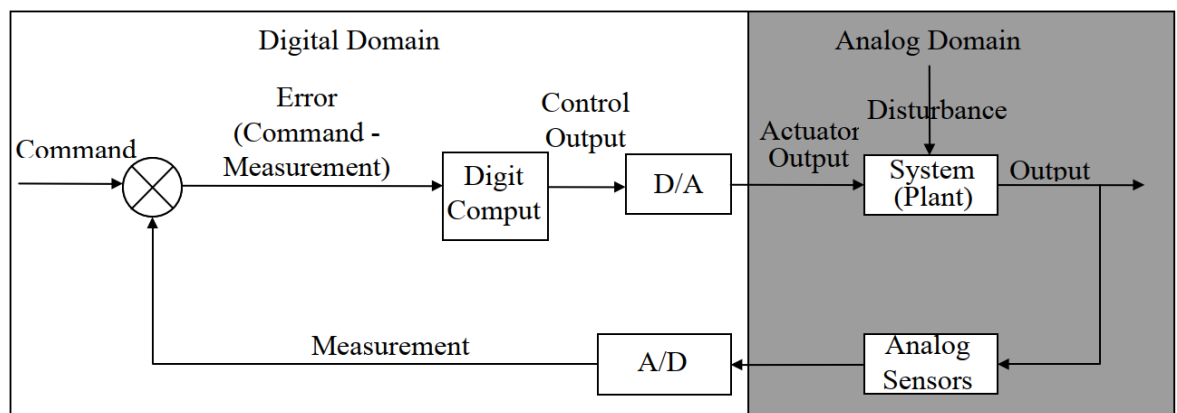 Digital Domain
Analog Domain
Error
(Command -
Measurement)
Control
Output
Disturbance
Actuator
Output
Command
Digit
Comput
D/A
System
(Plant)
Output
Measurement
A/D
Analog
Sensors